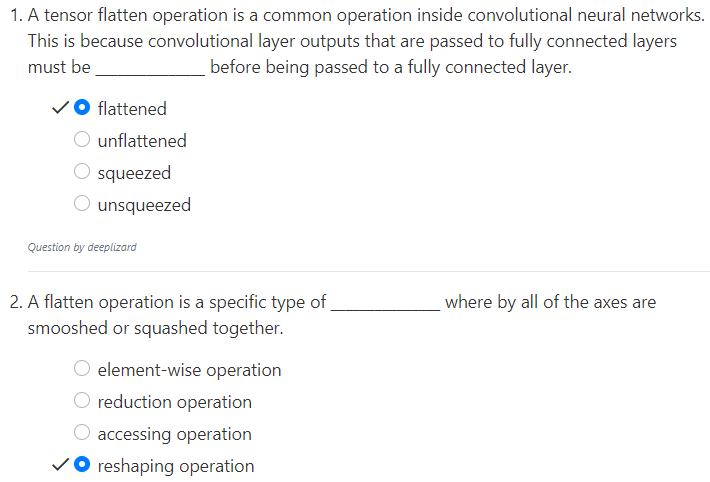 1. A tensor flatten operation is a common operation inside convolutional neural networks.
This is because convolutional layer outputs that are passed to fully connected layers
must be ______________ before being passed to a fully connected layer.
flattened
unflattened
squeezed
unsqueezed
Question by deeplizard
2. A flatten operation is a specific type of ______________ where by all of the axes are
smooshed or squashed together.
element-wise operation
reduction operation
accessing operation
reshaping operation